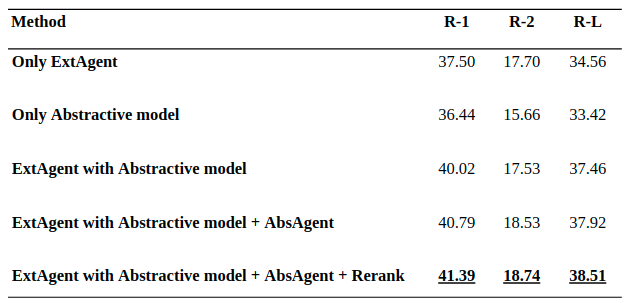 Method R-1 R-2 R-L
Only ExtAgent 37.50 17.70 34.56
Only Abstractive model 36.44 15.66 33.42
ExtAgent with Abstractive model 40.02 17.53 37.46
ExtAgent with Abstractive model + AbsAgent 40.79 18.53 37.92
ExtAgent with Abstractive model + AbsAgent + Rerank 41.39 18.74 38.51